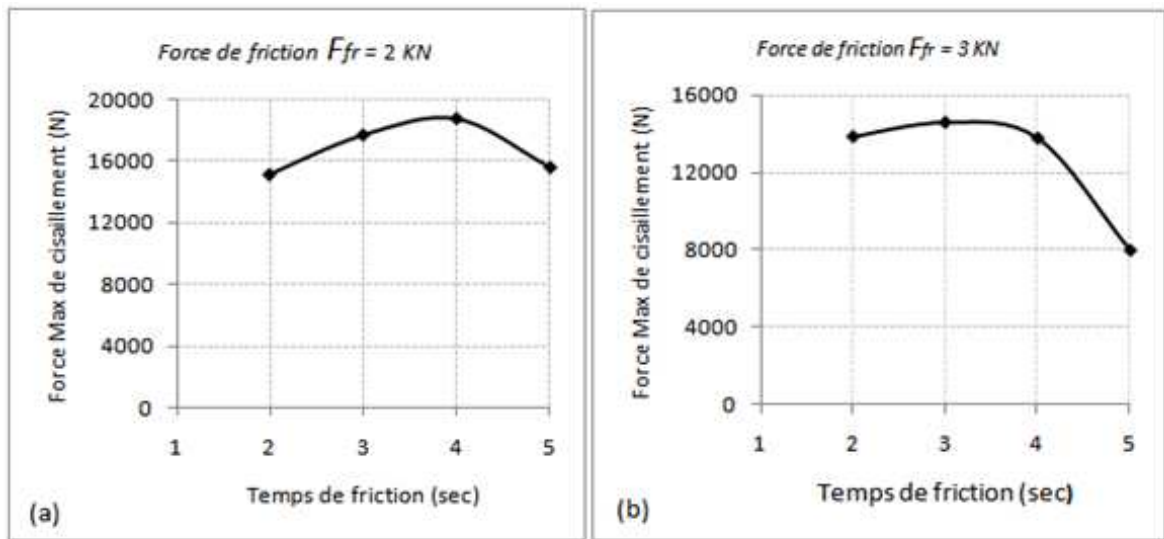 Force de friction Ffr = 2 KN
Force Max de cisaillement (N)
20000
16000
12000
8000
4000
0
1 2 3 4 5
Temps de friction (sec)
(a)
Force de friction Ffr = 3 KN
Force Max de cisaillement (N)
16000
12000
8000
4000
0
1 2 3 4 5
Temps de friction (sec)
(b)